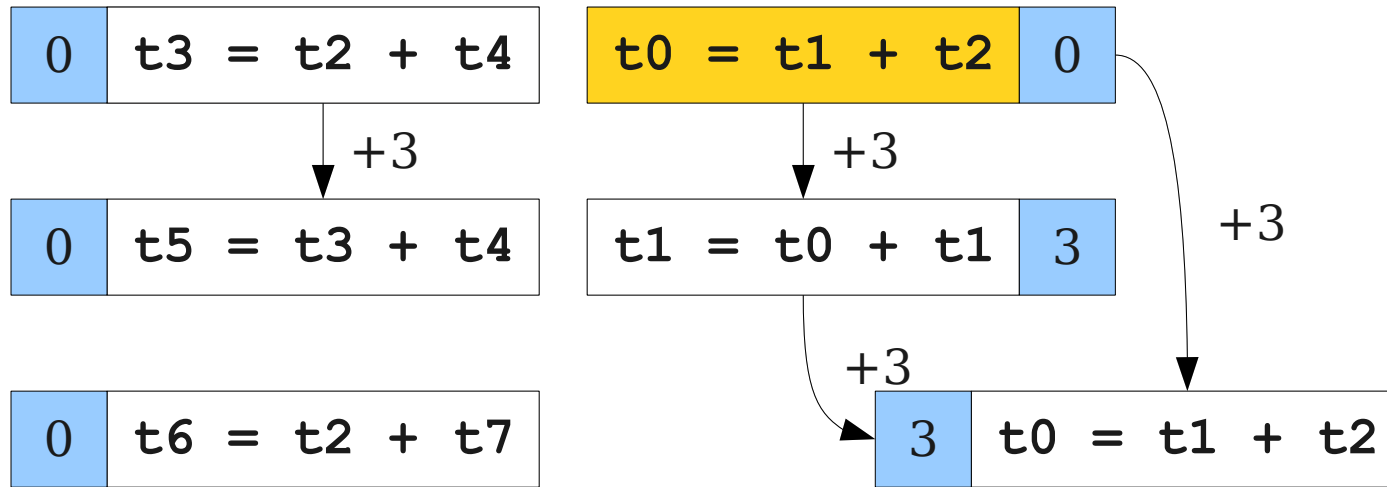 0 t3 = t2 + t4
t0 = t1 + t2 0
+3
+3
+3
0 t5 = t3 + t4
t1 = t0 + t1 3
+3
0 t6 = t2 + t7
3 t0 = t1 + t2